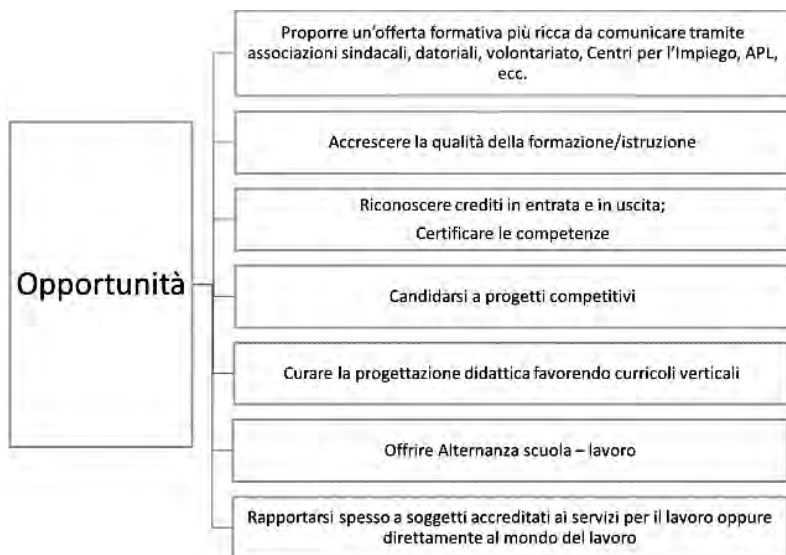 Opportunità
Proporre un'offerta formativa più ricca da comunicare tramite
associazioni sindacali, datoriali, volontariato, Centri per l'Impiego, APL,
ecc.
Accrescere la qualità della formazione/istruzione
Riconoscere crediti in entrata e in uscita;
Certificare le competenze
Candidarsi a progetti competitivi
Curare la progettazione didattica favorendo curricoli verticali
Offrire Alternanza scuola – lavoro
Rapportarsi spesso a soggetti accreditati ai servizi per il lavoro oppure
direttamente al mondo del lavoro